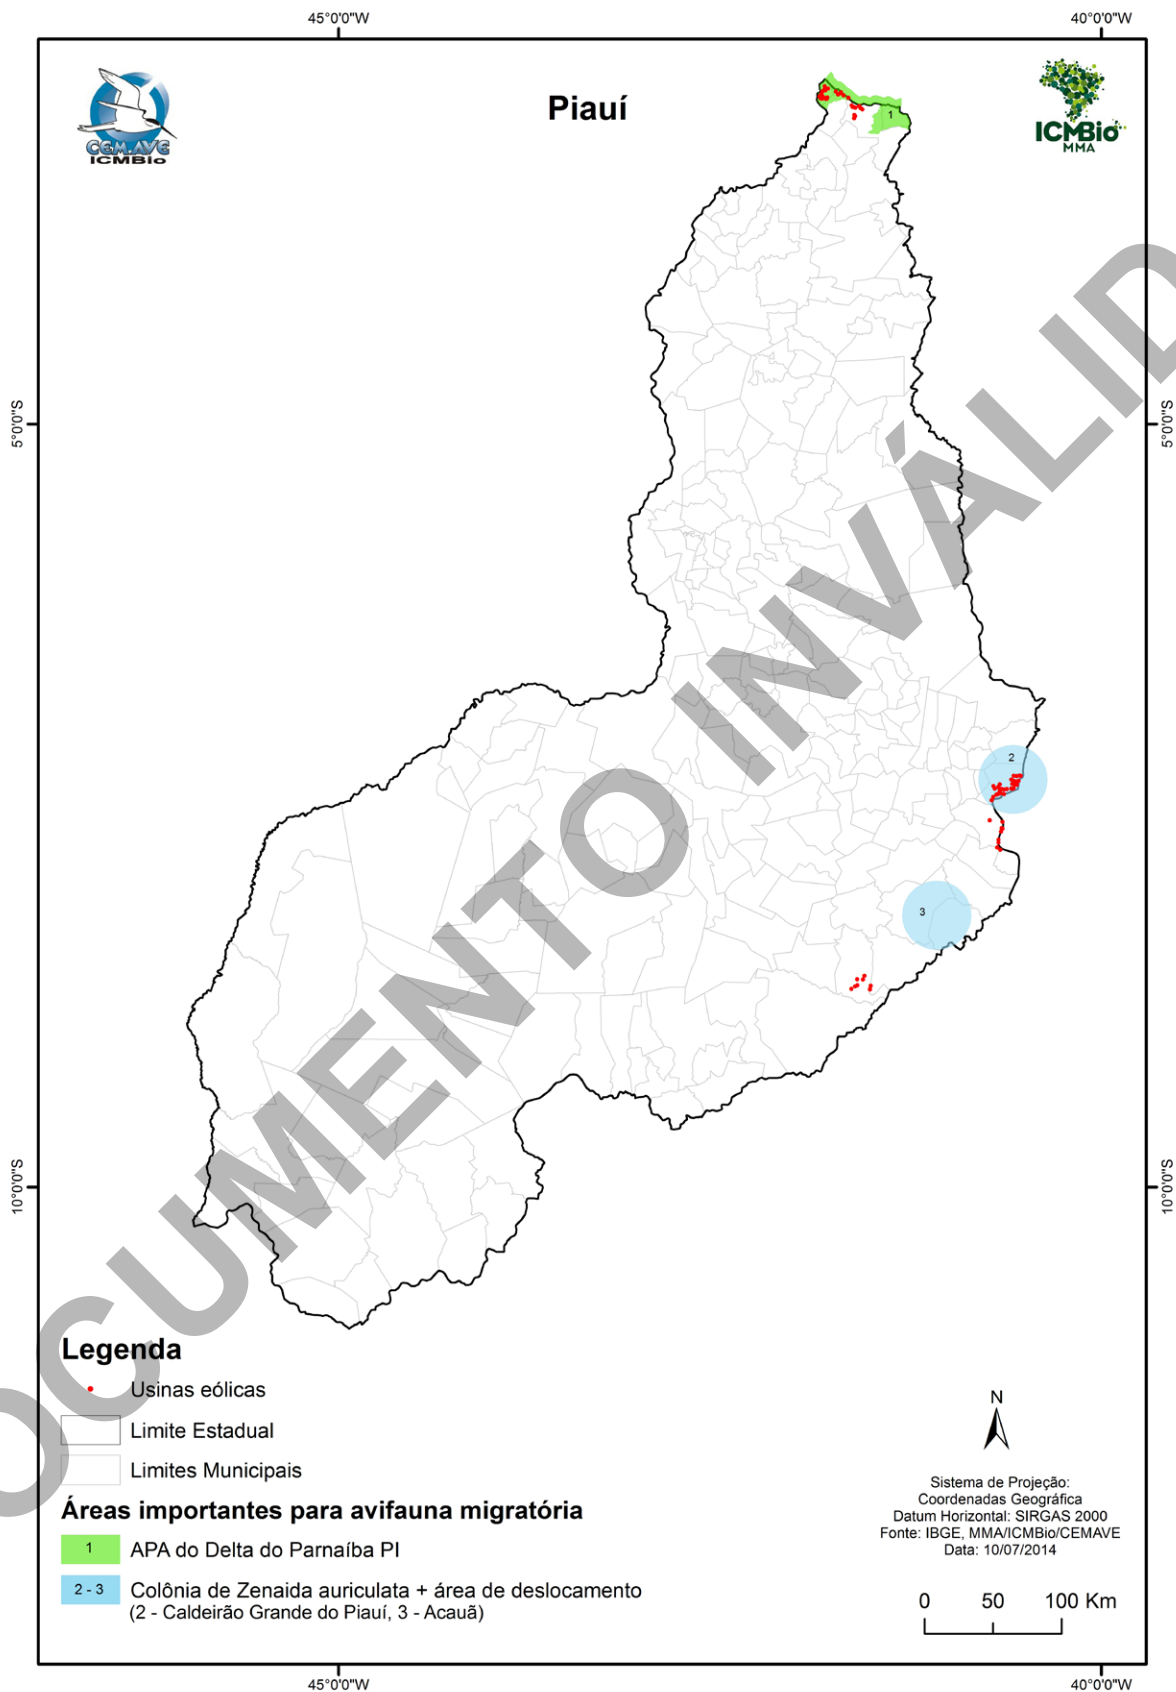 45°0'0"W
40°0'0"W
CEMAVE
ICMBio
Piauí
ICMBio
MMA
1
5°0'0"S
5°0'0"S
2
3
10°0'0"S
10°0'0"S
DOCUMENTO INVÁLID
Legenda
Usinas eólicas
Limite Estadual
Limites Municipais
Áreas importantes para avifauna migratória
1
APA do Delta do Parnaíba PI
2 - 3
Colônia de Zenaida auriculata + área de deslocamento
(2 - Caldeirão Grande do Piauí, 3 - Acauã)
N
Sistema de Projeção:
Coordenadas Geográfica
Datum Horizontal: SIRGAS 2000
Fonte: IBGE, MMA/ICMBio/CEMAVE
Data: 10/07/2014
0 50 100 Km
45°0'0"W
40°0'0"W